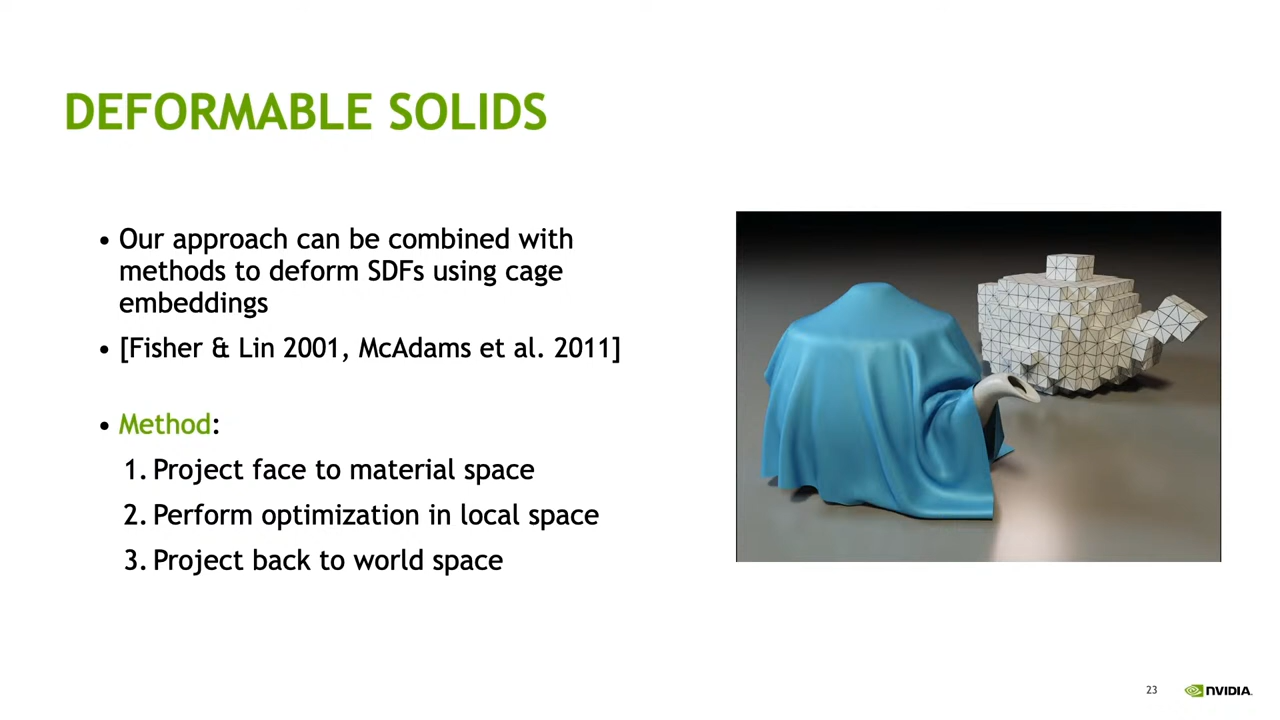 DEFORMABLE SOLIDS
• Our approach can be combined with
methods to deform SDFs using cage
embeddings
• [Fisher & Lin 2001, McAdams et al. 2011]
• Method:
1. Project face to material space
2. Perform optimization in local space
3. Project back to world space
23
NVIDIA.